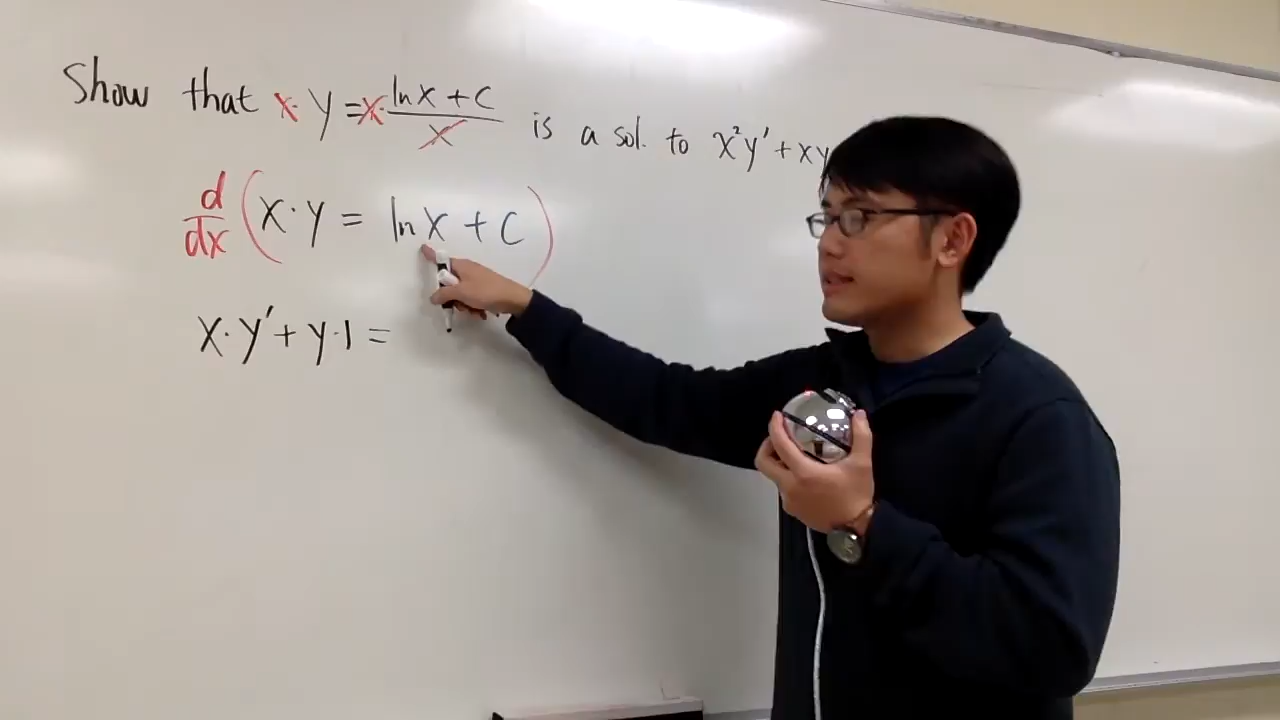 Show that x· y = x· (ln x + C)/x is a sol. to x²y' + xy
d/dx (x·y = ln x + C)
x·y' + y·1 =